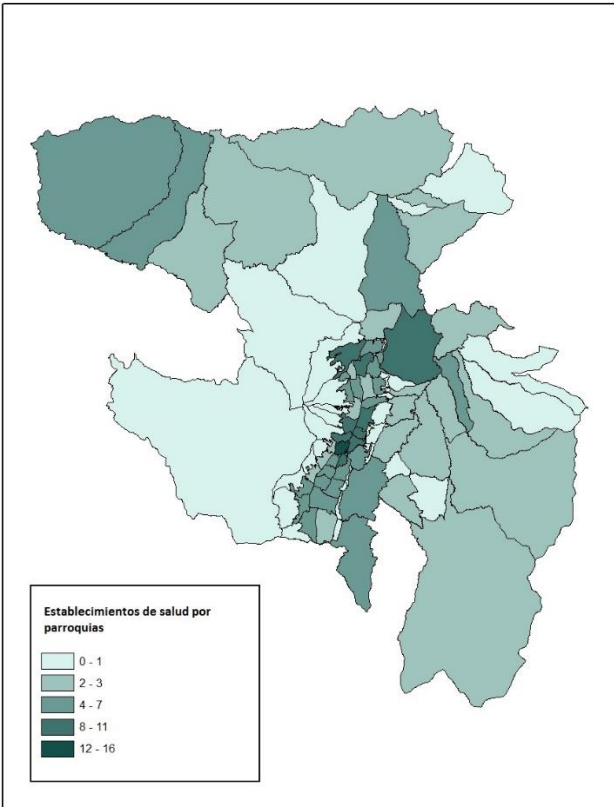 Establecimientos de salud por
parroquias
0 - 1
2 - 3
4 - 7
8 - 11
12 - 16